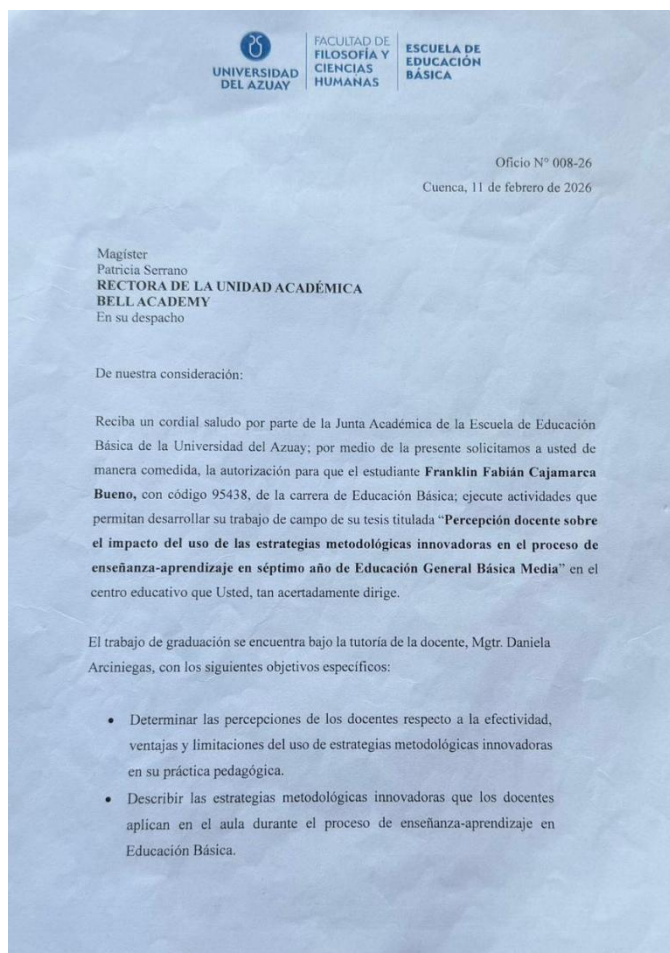 UNIVERSIDAD
DEL AZUAY
FACULTAD DE
FILOSOFÍA Y
CIENCIAS
HUMANAS
ESCUELA DE
EDUCACIÓN
BÁSICA
Oficio N° 008-26
Cuenca, 11 de febrero de 2026
Magíster
Patricia Serrano
RECTORA DE LA UNIDAD ACADÉMICA
BELL ACADEMY
En su despacho
De nuestra consideración:
Reciba un cordial saludo por parte de la Junta Académica de la Escuela de Educación
Básica de la Universidad del Azuay; por medio de la presente solicitamos a usted de
manera comedida, la autorización para que el estudiante Franklin Fabián Cajamarca
Bueno, con código 95438, de la carrera de Educación Básica; ejecute actividades que
permitan desarrollar su trabajo de campo de su tesis titulada “Percepción docente sobre
el impacto del uso de las estrategias metodológicas innovadoras en el proceso de
enseñanza-aprendizaje en séptimo año de Educación General Básica Media” en el
centro educativo que Usted, tan acertadamente dirige.
El trabajo de graduación se encuentra bajo la tutoría de la docente, Mgtr. Daniela
Arciniegas, con los siguientes objetivos específicos:
• Determinar las percepciones de los docentes respecto a la efectividad,
ventajas y limitaciones del uso de estrategias metodológicas innovadoras
en su práctica pedagógica.
• Describir las estrategias metodológicas innovadoras que los docentes
aplican en el aula durante el proceso de enseñanza-aprendizaje en
Educación Básica.